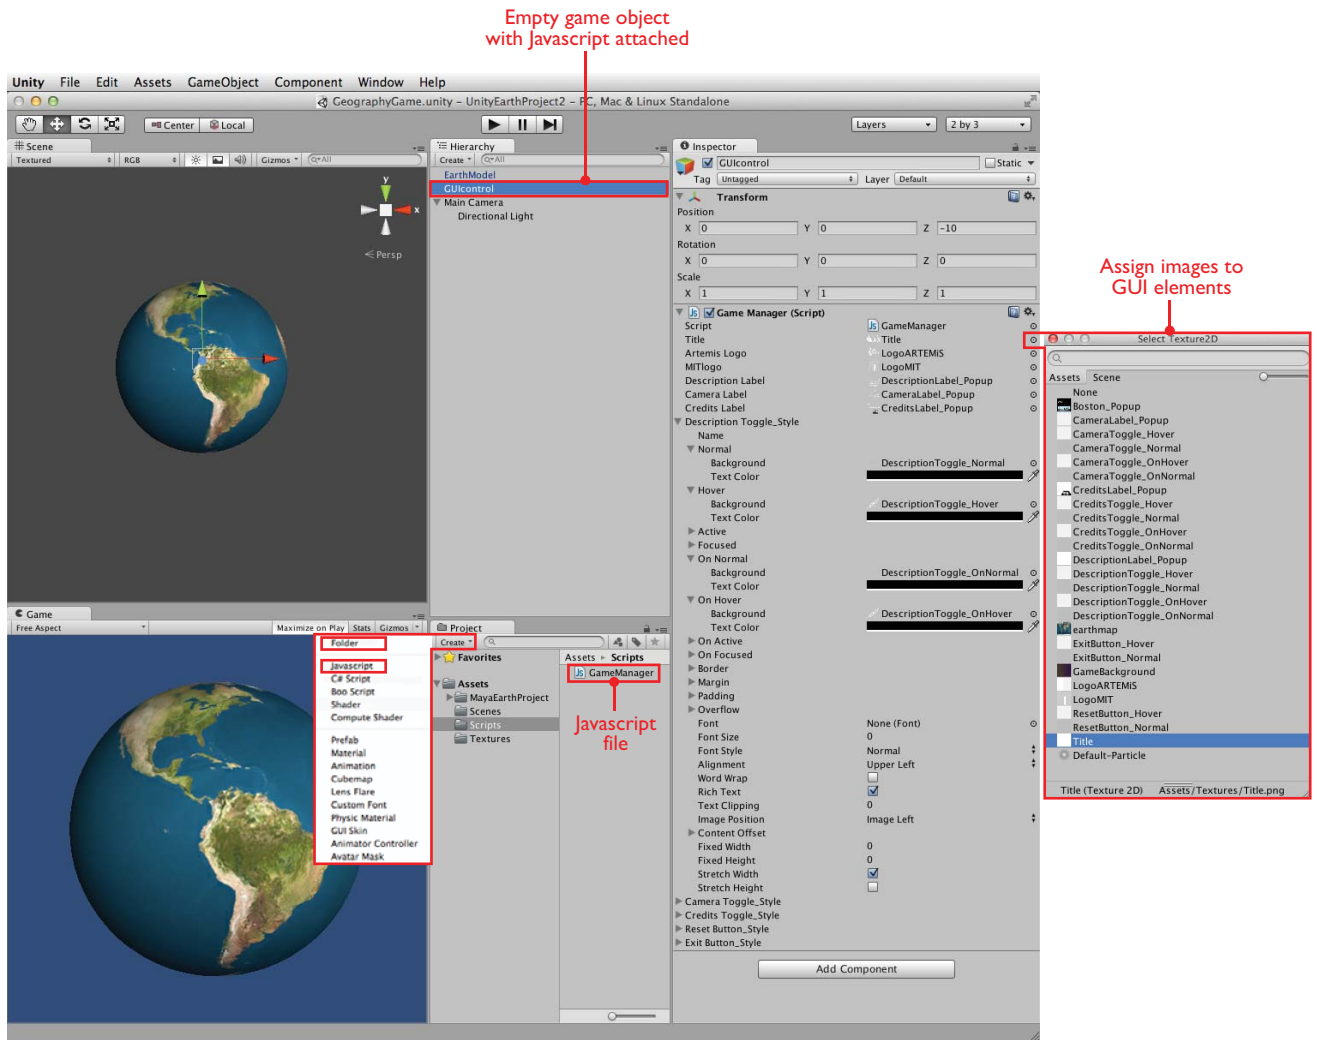 Empty game object
with Javascript attached
Unity File Edit Assets GameObject Component Window Help
GeographyGame.unity – UnityEarthProject2 – PC, Mac & Linux Standalone
Center Local
Layers 2 by 3
Scene
Textured RGB Gizmos All
y
x
Persp
Hierarchy
Create All
EarthModel
GUIcontrol
Main Camera
Directional Light
Inspector
GUIcontrol Static
Tag Untagged Layer Default
Transform
Position
X 0 Y 0 Z -10
Rotation
X 0 Y 0 Z 0
Scale
X 1 Y 1 Z 1
Game Manager (Script)
Script GameManager
Title Title
Artemis Logo LogoARTEMiS
MITlogo LogoMIT
Description Label DescriptionLabel_Popup
Camera Label CameraLabel_Popup
Credits Label CreditsLabel_Popup
Description Toggle_Style
Name
Normal
Background DescriptionToggle_Normal
Text Color
Hover
Background DescriptionToggle_Hover
Text Color
Active
Focused
On Normal
Background DescriptionToggle_OnNormal
Text Color
On Hover
Background DescriptionToggle_OnHover
Text Color
On Active
On Focused
Border
Margin
Padding
Overflow
Font None (Font)
Font Size 0
Font Style Normal
Alignment Upper Left
Word Wrap
Rich Text
Text Clipping 0
Image Position Image Left
Content Offset
Fixed Width 0
Fixed Height 0
Stretch Width
Stretch Height
Camera Toggle_Style
Credits Toggle_Style
Reset Button_Style
Exit Button_Style
Add Component
Assign images to
GUI elements
Select Texture2D
Assets Scene
None
Boston_Popup
CameraLabel_Popup
CameraToggle_Hover
CameraToggle_Normal
CameraToggle_OnHover
CameraToggle_OnNormal
CreditsLabel_Popup
CreditsToggle_Hover
CreditsToggle_Normal
CreditsToggle_OnHover
CreditsToggle_OnNormal
DescriptionLabel_Popup
DescriptionToggle_Hover
DescriptionToggle_Normal
DescriptionToggle_OnHover
DescriptionToggle_OnNormal
earthmap
ExitButton_Hover
ExitButton_Normal
GameBackground
LogoARTEMiS
LogoMIT
ResetButton_Hover
ResetButton_Normal
Title
Default-Particle
Title (Texture 2D) Assets/Textures/Title.png
Game
Free Aspect Maximize on Play Stats Gizmos
Folder
Javascript
C# Script
Boo Script
Shader
Compute Shader
Prefab
Material
Animation
Cubemap
Lens Flare
Custom Font
Physic Material
GUI Skin
Animator Controller
Avatar Mask
Project
Create
Favorites
Assets
MayaEarthProject
Scenes
Scripts
Textures
Assets Scripts
Js GameManager
Javascript
file